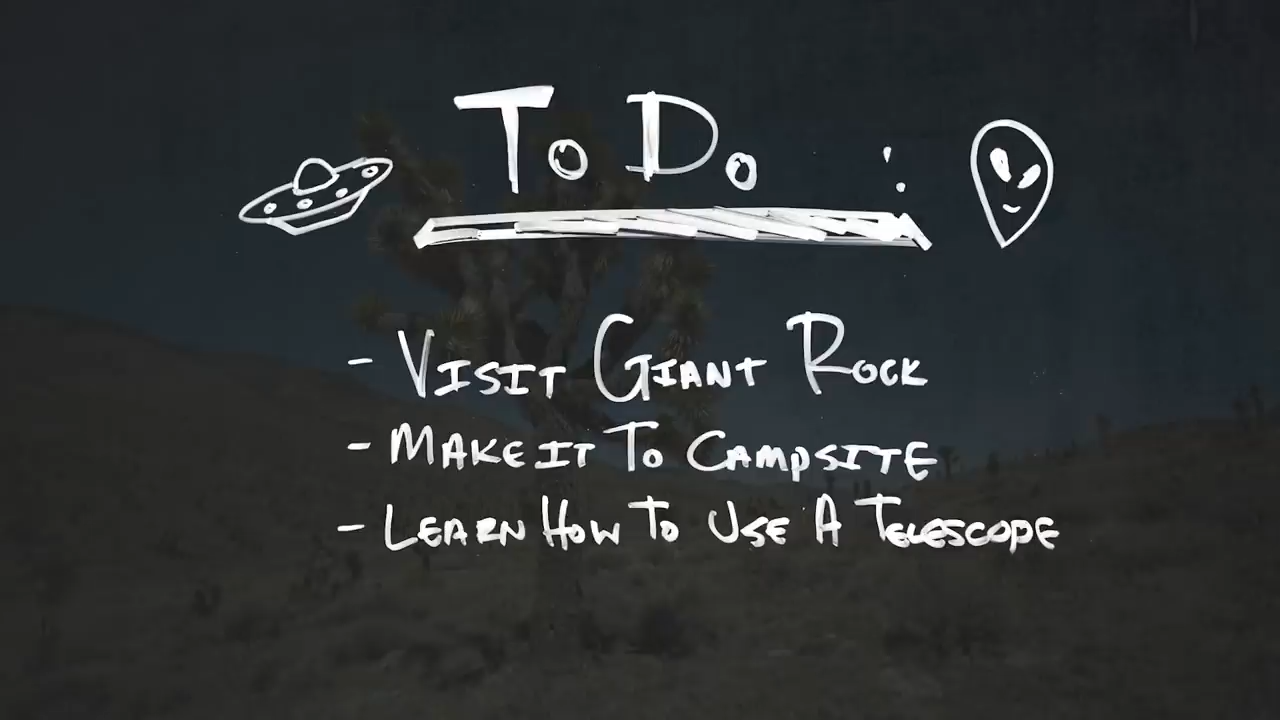 To Do :
- Visit Giant Rock
- Make it To Campsite
- Learn How To Use A Telescope